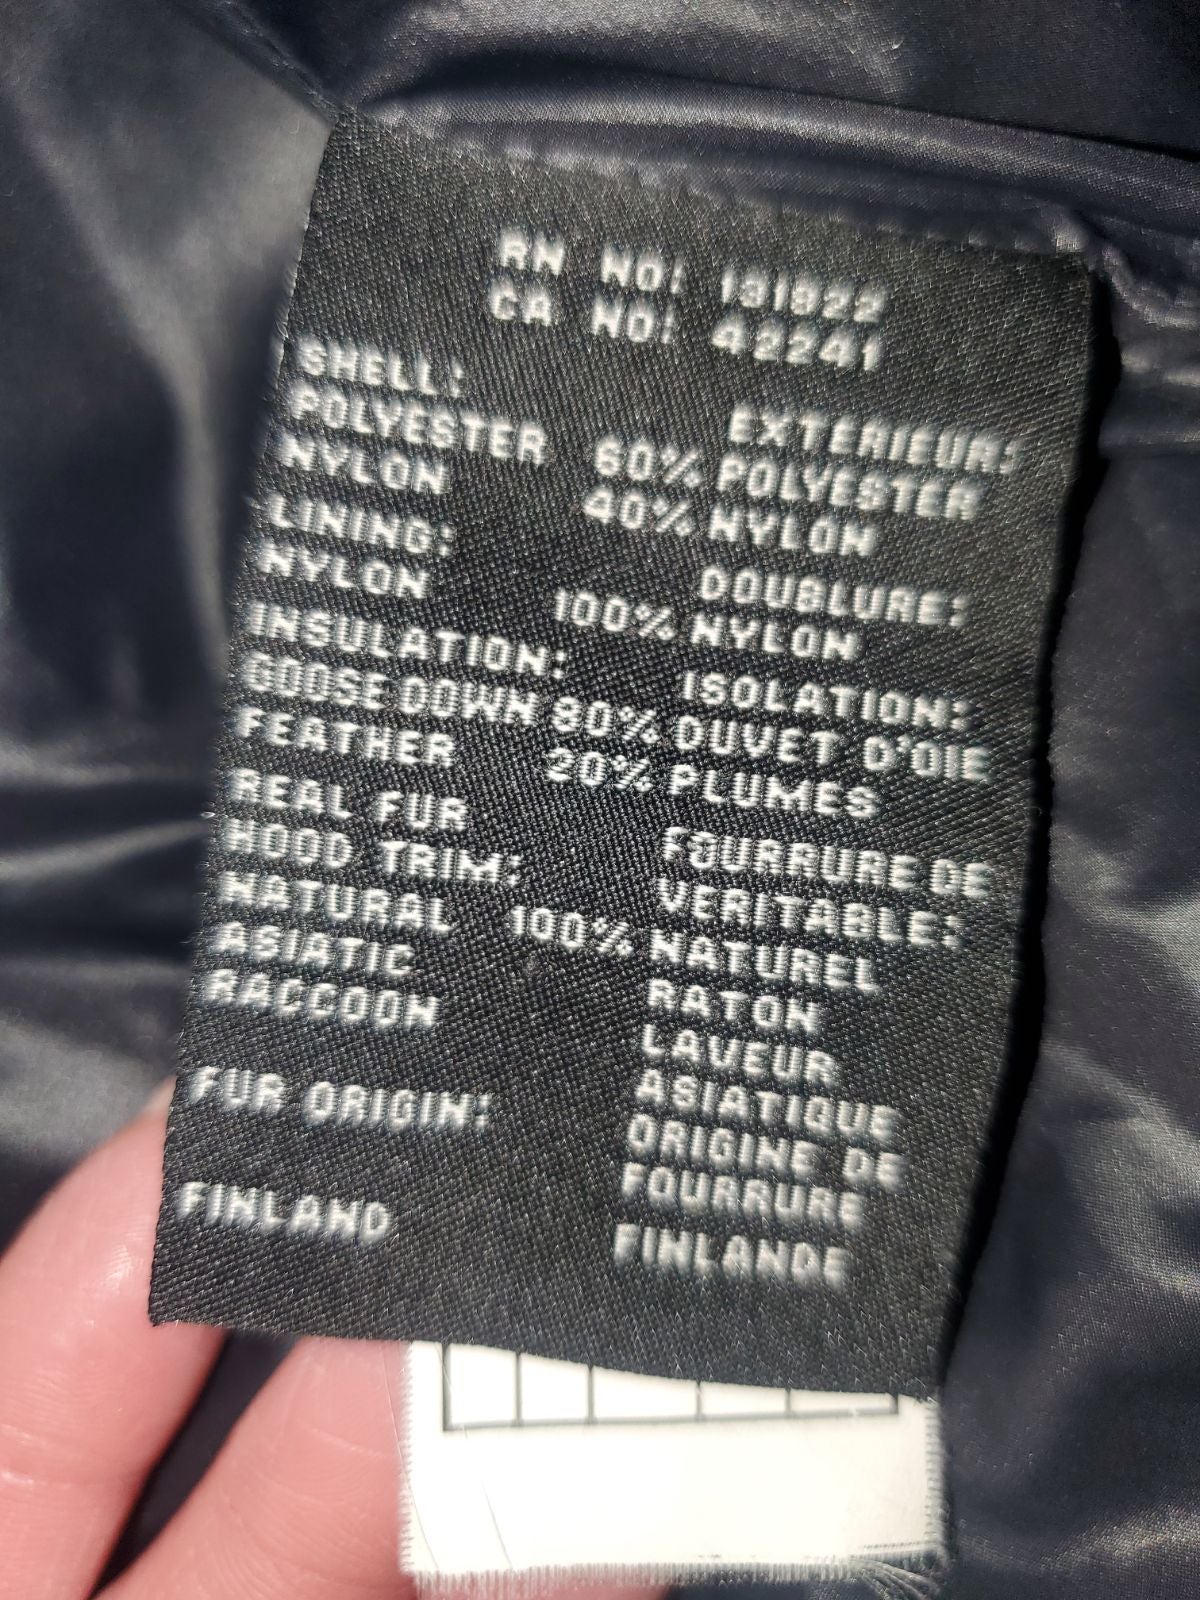 RN NO: 131922
CA NO: 42241
SHELL:
POLYESTER 60%
NYLON 40%
LINING:
NYLON 100%
INSULATION:
GOOSE DOWN 80%
FEATHER 20%
REAL FUR
HOOD TRIM:
NATURAL 100%
ASIATIC
RACCOON
FUR ORIGIN:
FINLAND
EXTERIEUR:
POLYESTER
NYLON
DOUBLURE:
NYLON
ISOLATION:
DUVET D'OIE
PLUMES
FOURRURE DE
VERITABLE:
NATUREL
RATON
LAVEUR
ASIATIQUE
ORIGINE DE
FOURRURE
FINLANDE